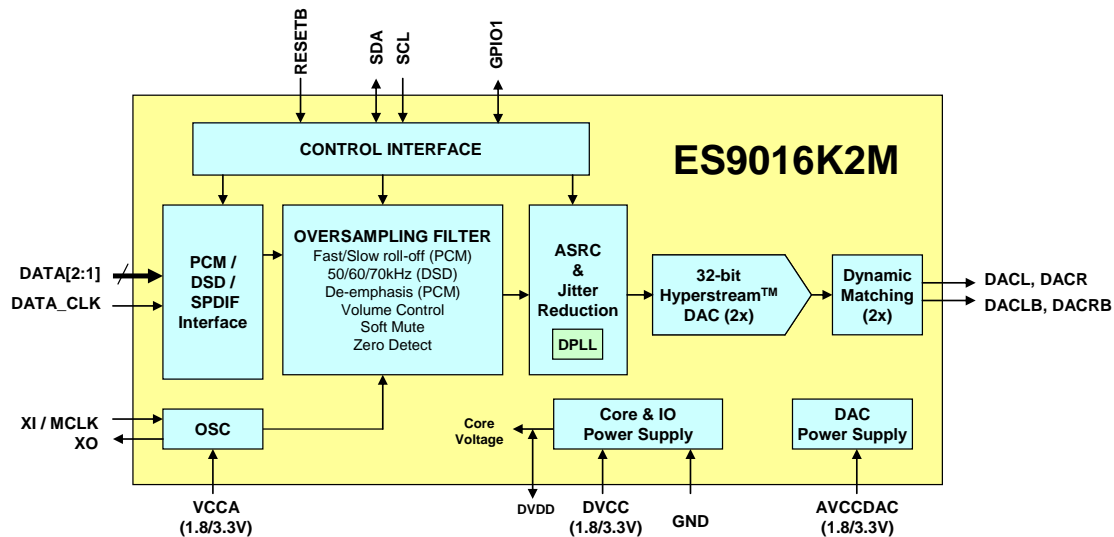 RESETB
SDA
SCL
GPIO1
CONTROL INTERFACE
ES9016K2M
DATA[2:1]
DATA_CLK
PCM /
DSD /
SPDIF
Interface
OVERSAMPLING FILTER
Fast/Slow roll-off (PCM)
50/60/70kHz (DSD)
De-emphasis (PCM)
Volume Control
Soft Mute
Zero Detect
ASRC
&
Jitter
Reduction
DPLL
32-bit
Hyperstream™
DAC (2x)
Dynamic
Matching
(2x)
DACL, DACR
DACLB, DACRB
XI / MCLK
XO
OSC
Core
Voltage
Core & IO
Power Supply
DAC
Power Supply
VCCA
(1.8/3.3V)
DVDD
DVCC
(1.8/3.3V)
GND
AVCCDAC
(1.8/3.3V)